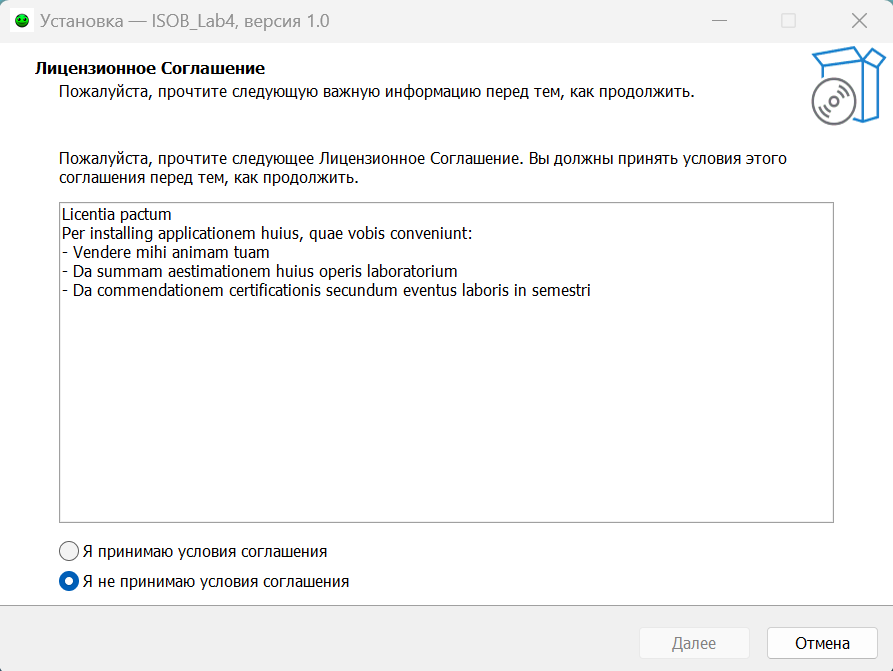 Установка — ISOB_Lab4, версия 1.0
Лицензионное Соглашение
Пожалуйста, прочтите следующую важную информацию перед тем, как продолжить.
Пожалуйста, прочтите следующее Лицензионное Соглашение. Вы должны принять условия этого
соглашения перед тем, как продолжить.
Licentia pactum
Per installing applicationem huius, quae vobis conveniunt:
- Vendere mihi animam tuam
- Da summam aestimationem huius operis laboratorium
- Da commendationem certificationis secundum eventus laboris in semestri
Я принимаю условия соглашения
Я не принимаю условия соглашения
Далее
Отмена